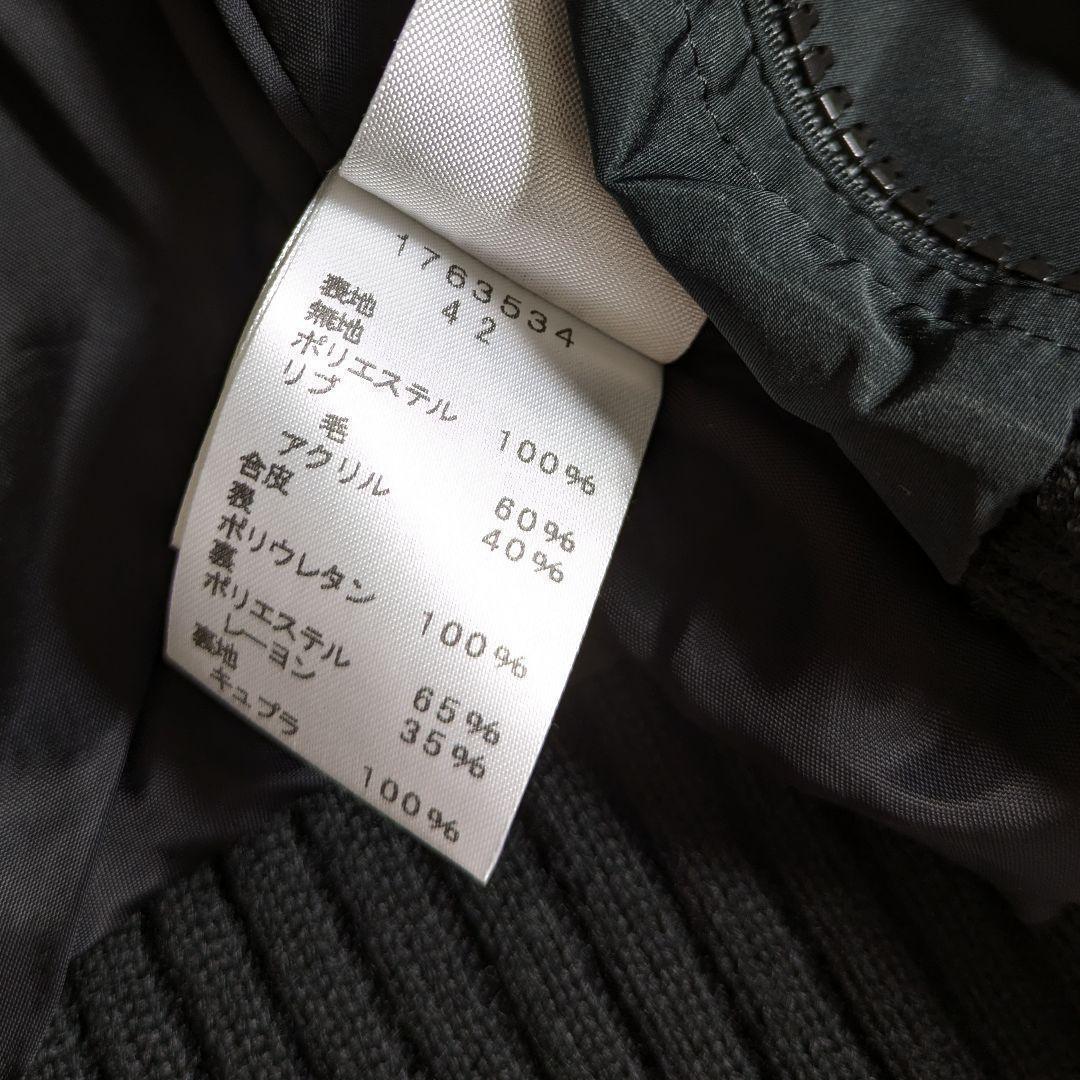 1763534
42
表地
無地
ポリエステル 100%
リブ
毛 60%
アクリル 40%
合皮
表
ポリウレタン 100%
裏
ポリエステル 65%
レーヨン 35%
裏地
キュプラ 100%